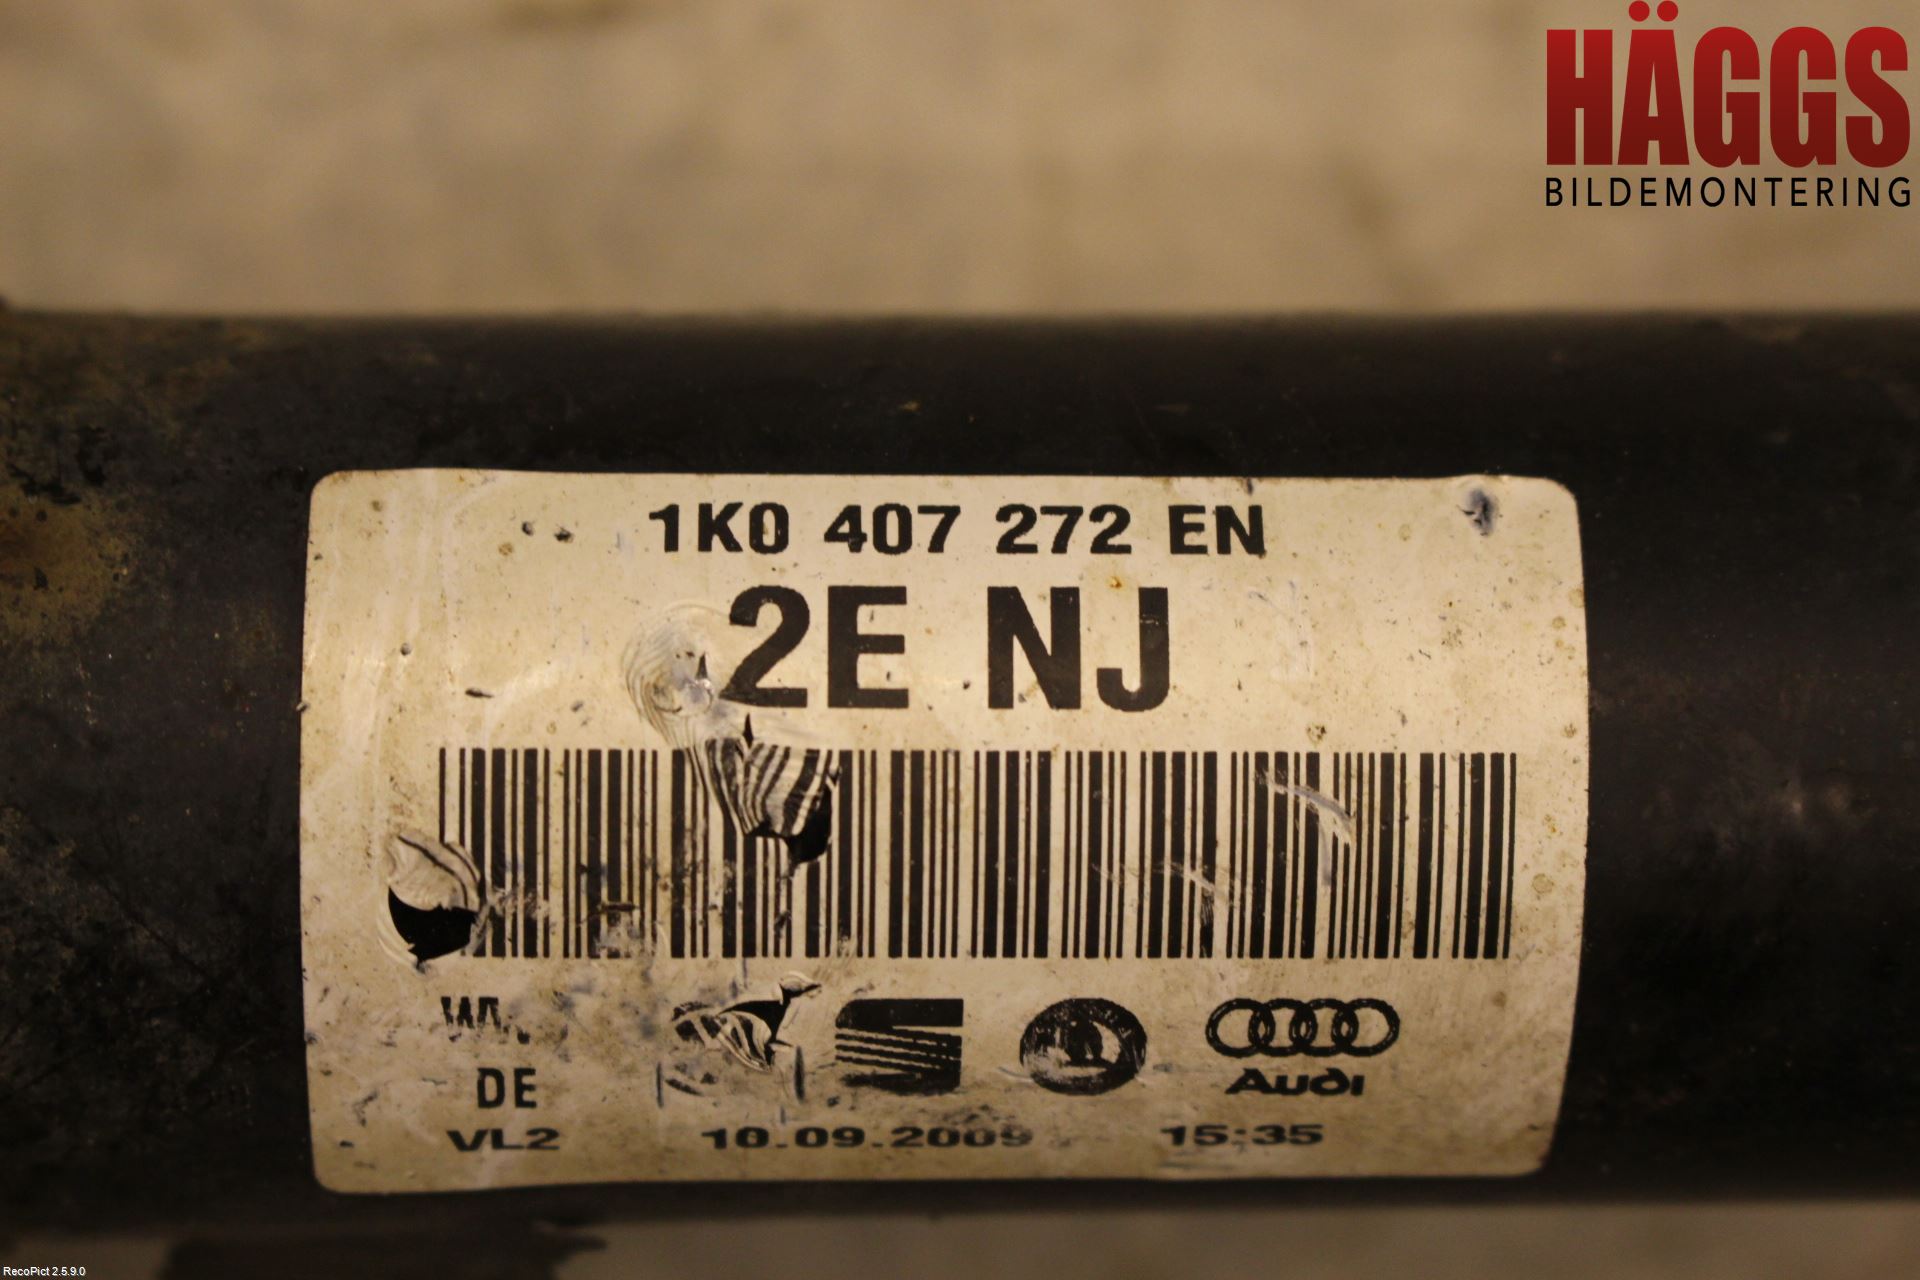 HÄGGS
BILDEMONTERING
1K0 407 272 EN
2E NJ
Audi
DE
VL2 10.09.2009 15:35
RecoPict 2.5.9.0